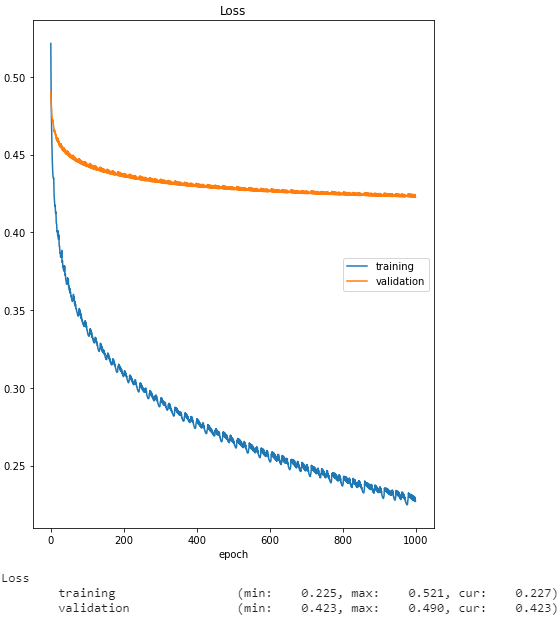 Loss
0.50
0.45
0.40
0.35
0.30
0.25
training
validation
0 200 400 600 800 1000
epoch
Loss
training (min: 0.225, max: 0.521, cur: 0.227)
validation (min: 0.423, max: 0.490, cur: 0.423)